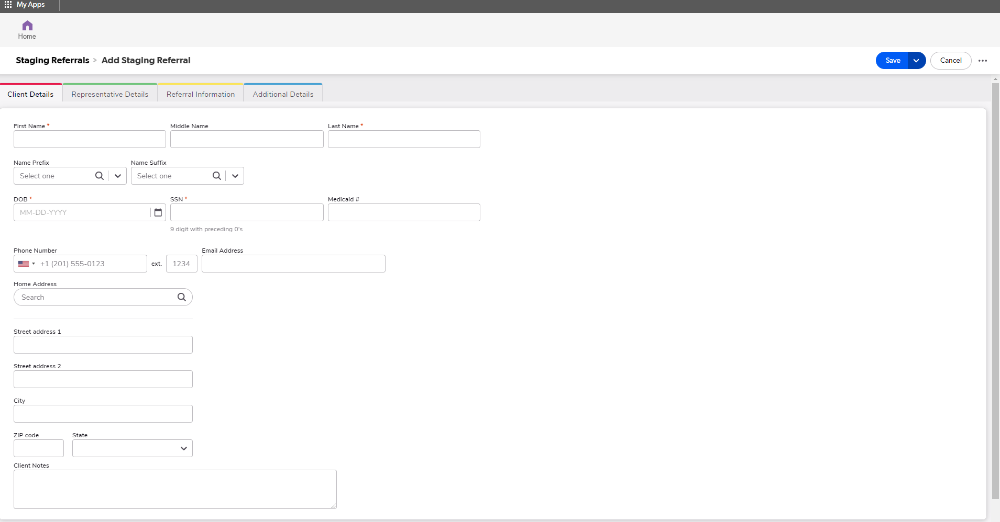 My Apps
Home
Staging Referrals > Add Staging Referral
Save
Cancel
Client Details
Representative Details
Referral Information
Additional Details
First Name *
Middle Name
Last Name *
Name Prefix
Name Suffix
Select one
Select one
DOB *
SSN *
Medicaid #
MM-DD-YYYY
9 digit with preceding 0's
Phone Number
Email Address
+1 (201) 555-0123
ext.
1234
Home Address
Search
Street address 1
Street address 2
City
ZIP code
State
Client Notes